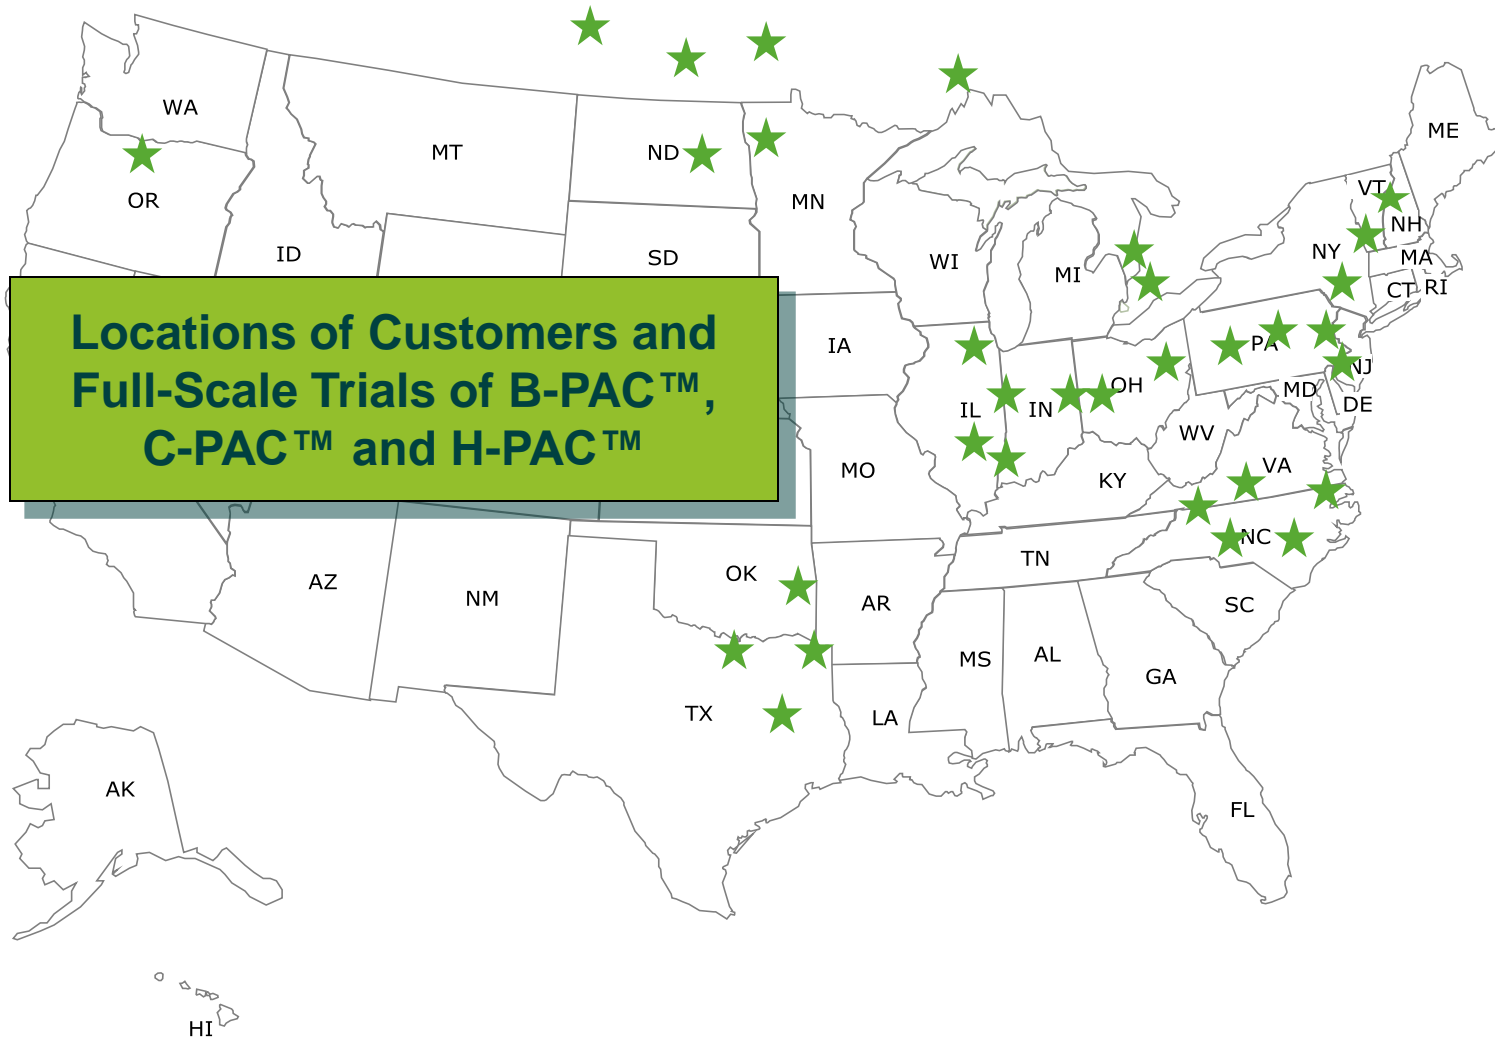 WA
ME
MT
ND
VT
OR
MN
NH
NY
MA
ID
SD
WI
MI
CT
RI
Locations of Customers and
Full-Scale Trials of B-PAC™,
C-PAC™ and H-PAC™
IA
PA
NJ
OH
MD
IL
IN
DE
WV
MO
KY
VA
NC
TN
OK
AZ
NM
AR
SC
MS
AL
GA
TX
LA
AK
FL
HI